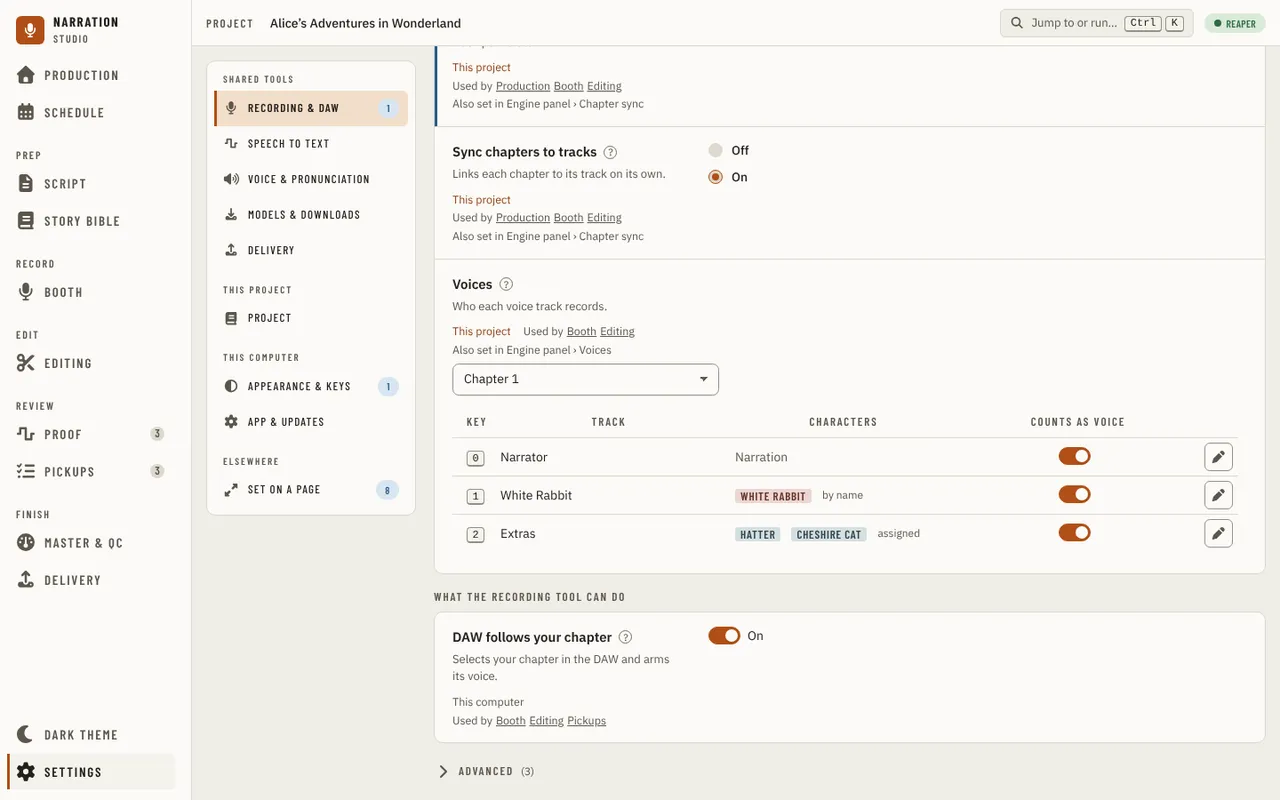 NARRATION
STUDIO
PRODUCTION
SCHEDULE
PREP
SCRIPT
STORY BIBLE
RECORD
BOOTH
EDIT
EDITING
REVIEW
PROOF 3
PICKUPS 3
FINISH
MASTER & QC
DELIVERY
DARK THEME
SETTINGS
PROJECT Alice's Adventures in Wonderland
Jump to or run... Ctrl K
REAPER
SHARED TOOLS
RECORDING & DAW 1
SPEECH TO TEXT
VOICE & PRONUNCIATION
MODELS & DOWNLOADS
DELIVERY
THIS PROJECT
PROJECT
THIS COMPUTER
APPEARANCE & KEYS 1
APP & UPDATES
ELSEWHERE
SET ON A PAGE 8
This project
Used by Production Booth Editing
Also set in Engine panel › Chapter sync
Sync chapters to tracks ?
Links each chapter to its track on its own.
This project
Used by Production Booth Editing
Also set in Engine panel › Chapter sync
Off
On
Voices ?
Who each voice track records.
This project Used by Booth Editing
Also set in Engine panel › Voices
Chapter 1
KEY TRACK CHARACTERS COUNTS AS VOICE
0 Narrator Narration
1 White Rabbit WHITE RABBIT by name
2 Extras HATTER CHESHIRE CAT assigned
WHAT THE RECORDING TOOL CAN DO
DAW follows your chapter ?
On
Selects your chapter in the DAW and arms
its voice.
This computer
Used by Booth Editing Pickups
ADVANCED (3)